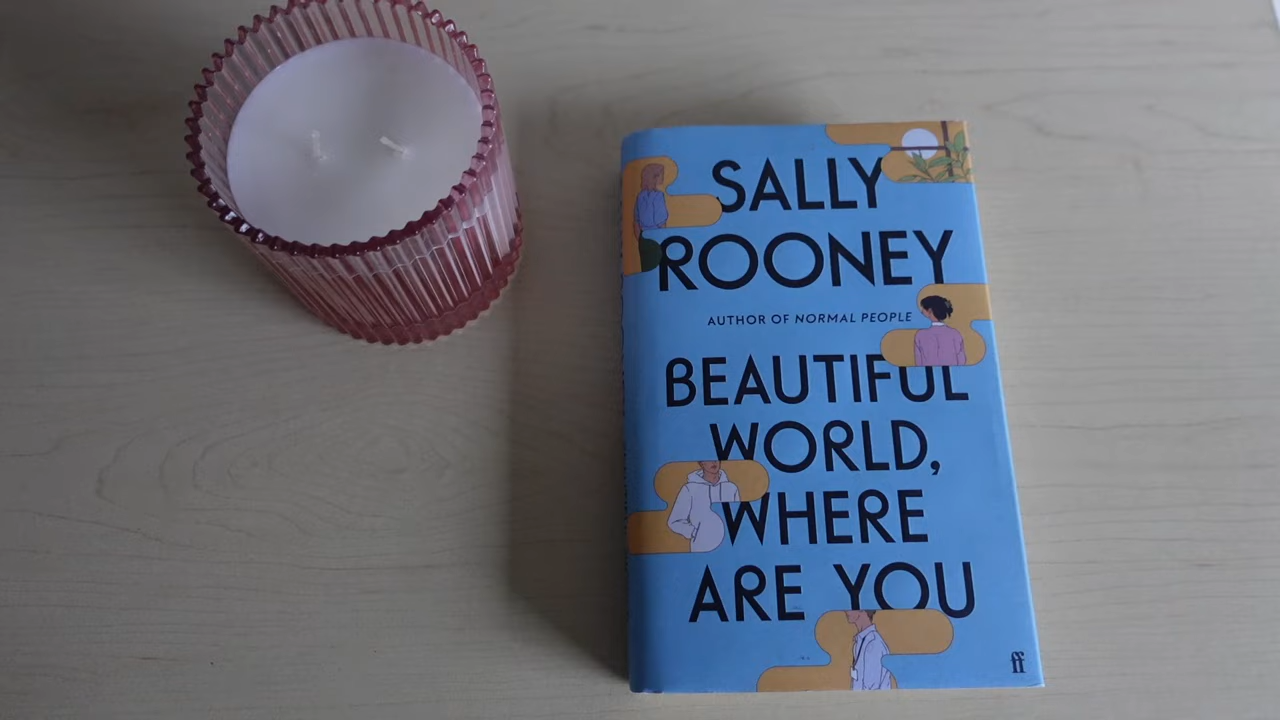 SALLY
ROONEY
AUTHOR OF NORMAL PEOPLE
BEAUTIFUL
WORLD,
WHERE
ARE YOU
ff